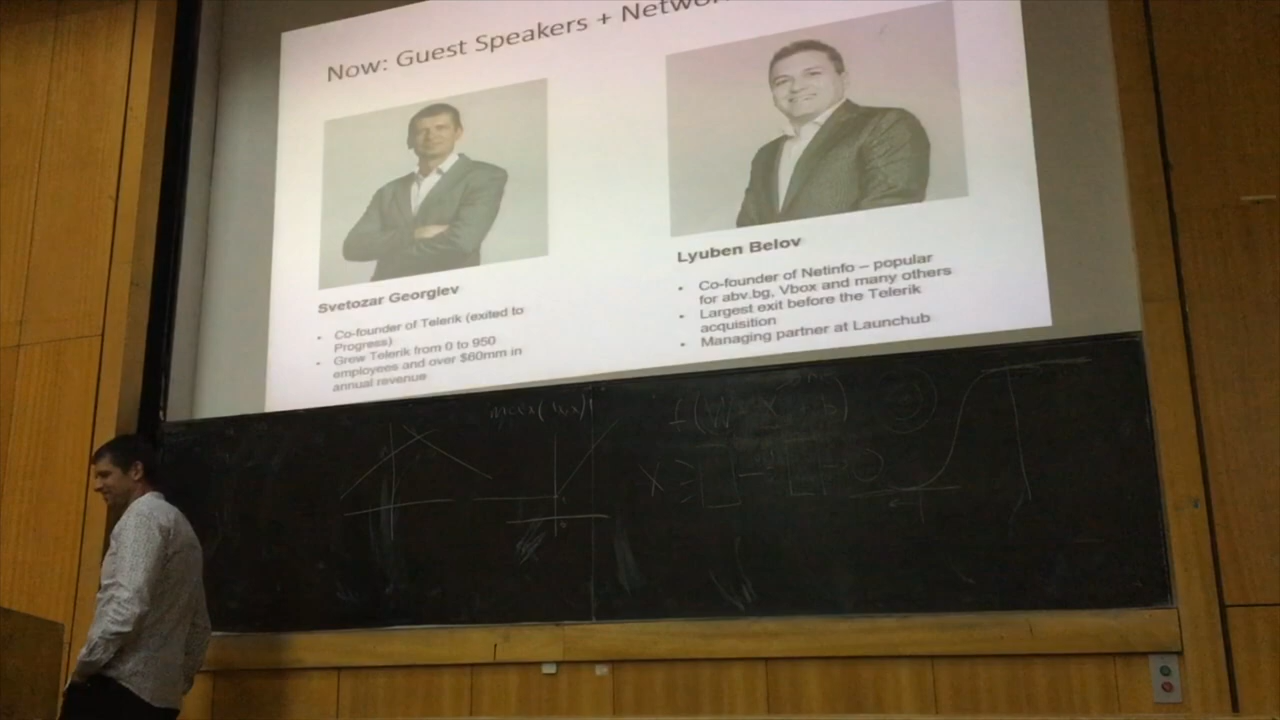 Now: Guest Speakers +
Svetozar Georgiev
• Co-founder of Telerik (exited to
Progress)
• Grew Telerik from 0 to 950
employees and over $60mm in
annual revenue
Lyuben Belov
• Co-founder of Netinfo – popular
for abv.bg, Vbox and many others
• Largest exit before the Telerik
acquisition
• Managing partner at Launchub